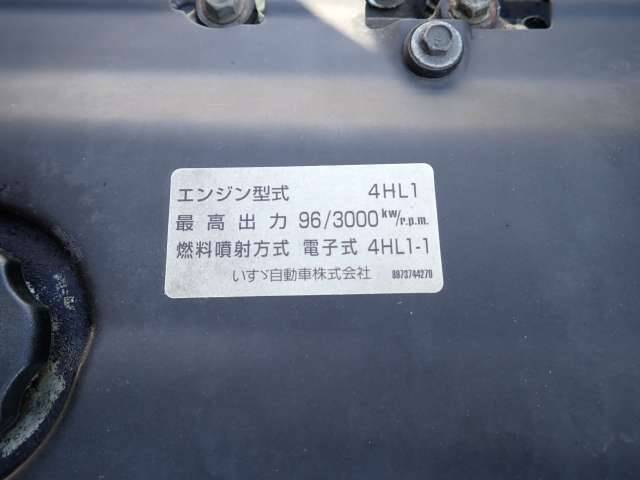 エンジン型式 4HL1
最高出力 96/3000 kw/r.p.m.
燃料噴射方式 電子式 4HL1-1
いすゞ自動車株式会社 8973744270